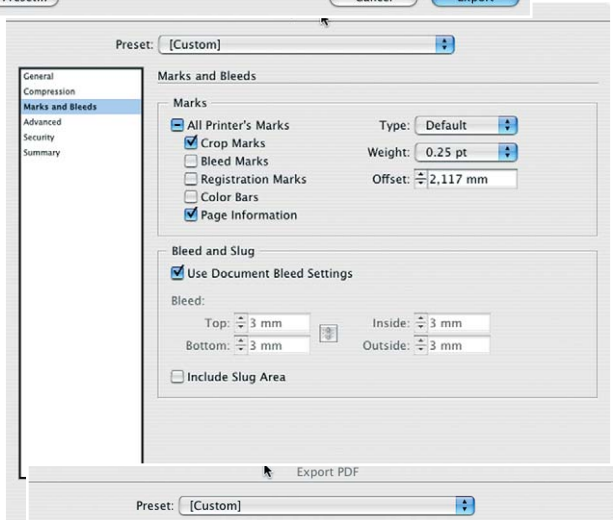 Preset: [Custom]
General
Compression
Marks and Bleeds
Advanced
Security
Summary
Marks and Bleeds
Marks
All Printer's Marks
Crop Marks
Bleed Marks
Registration Marks
Color Bars
Page Information
Type: Default
Weight: 0.25 pt
Offset: 2,117 mm
Bleed and Slug
Use Document Bleed Settings
Bleed:
Top: 3 mm
Bottom: 3 mm
Inside: 3 mm
Outside: 3 mm
Include Slug Area
Export PDF
Preset: [Custom]